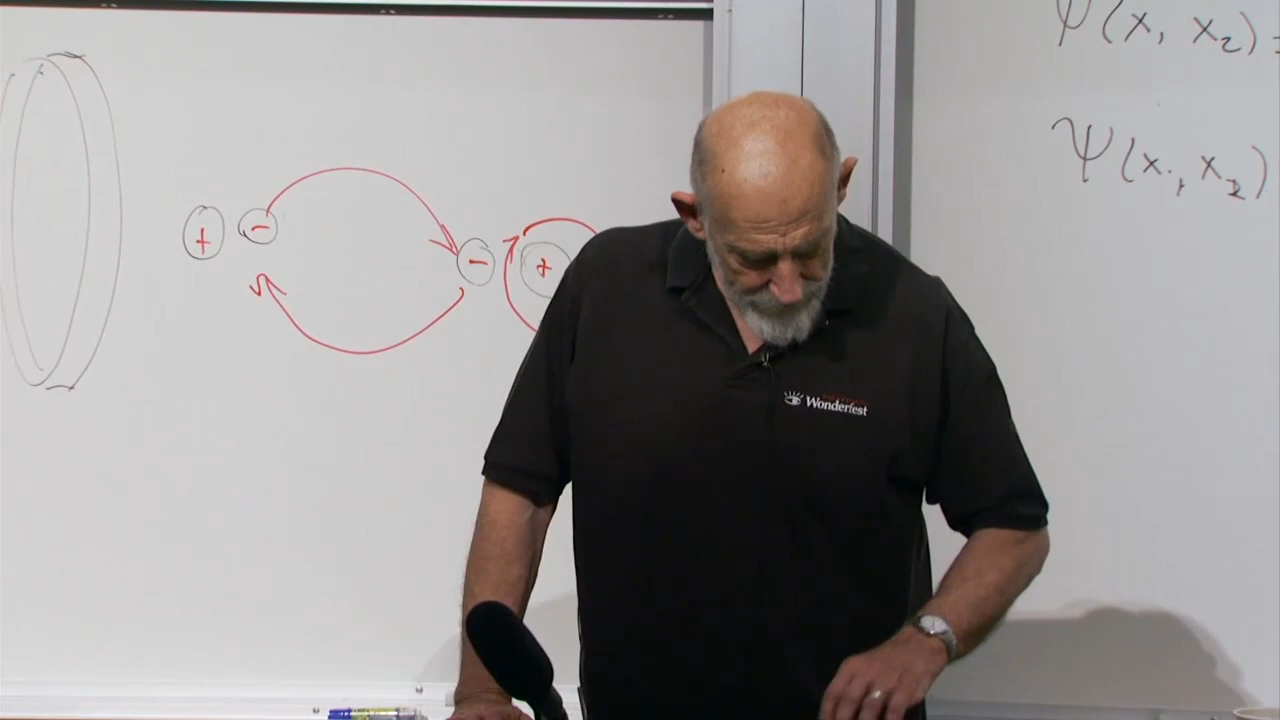 + - - +
Ψ(x, x₂) =
Ψ(x₁, x₂)
Wonderfest